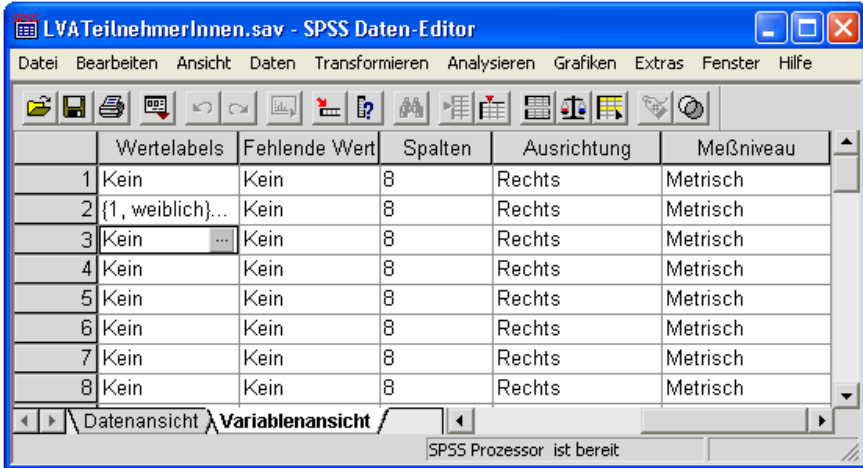 LVATeilnehmerInnen.sav - SPSS Daten-Editor
Datei Bearbeiten Ansicht Daten Transformieren Analysieren Grafiken Extras Fenster Hilfe
Wertelabels Fehlende Wert Spalten Ausrichtung Meßniveau
1 Kein Kein 8 Rechts Metrisch
2 {1, weiblich}... Kein 8 Rechts Metrisch
3 Kein ... Kein 8 Rechts Metrisch
4 Kein Kein 8 Rechts Metrisch
5 Kein Kein 8 Rechts Metrisch
6 Kein Kein 8 Rechts Metrisch
7 Kein Kein 8 Rechts Metrisch
8 Kein Kein 8 Rechts Metrisch
Datenansicht Variablenansicht
SPSS Prozessor ist bereit